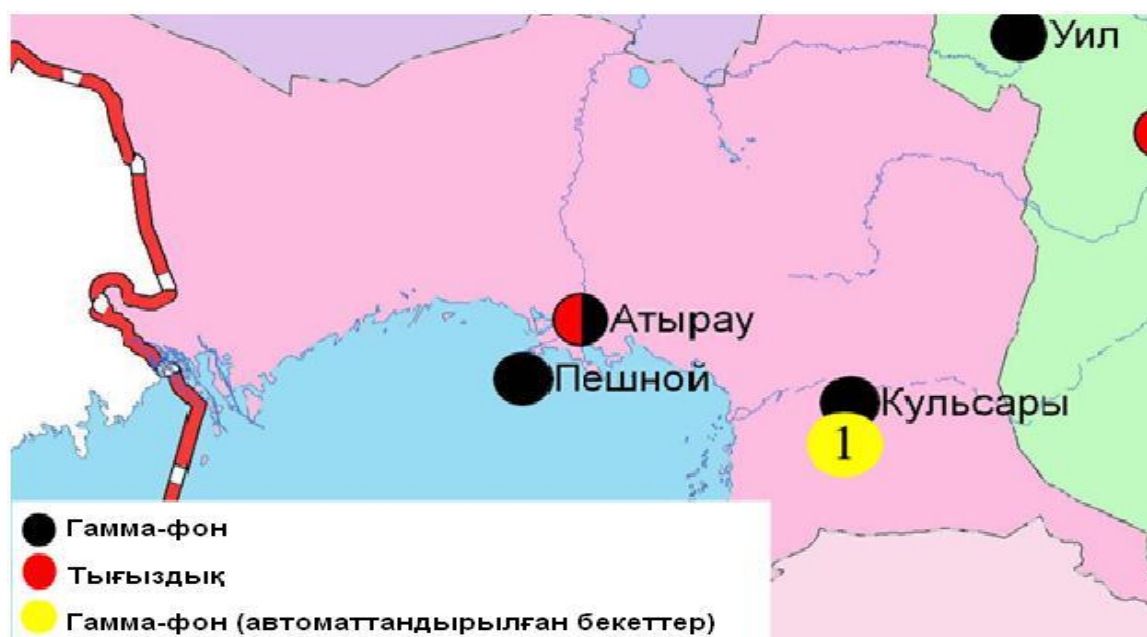 Уил
Атырау
Пешной
Кульсары
1
Гамма-фон
Тығыздық
Гамма-фон (автоматтандырылған бекеттер)